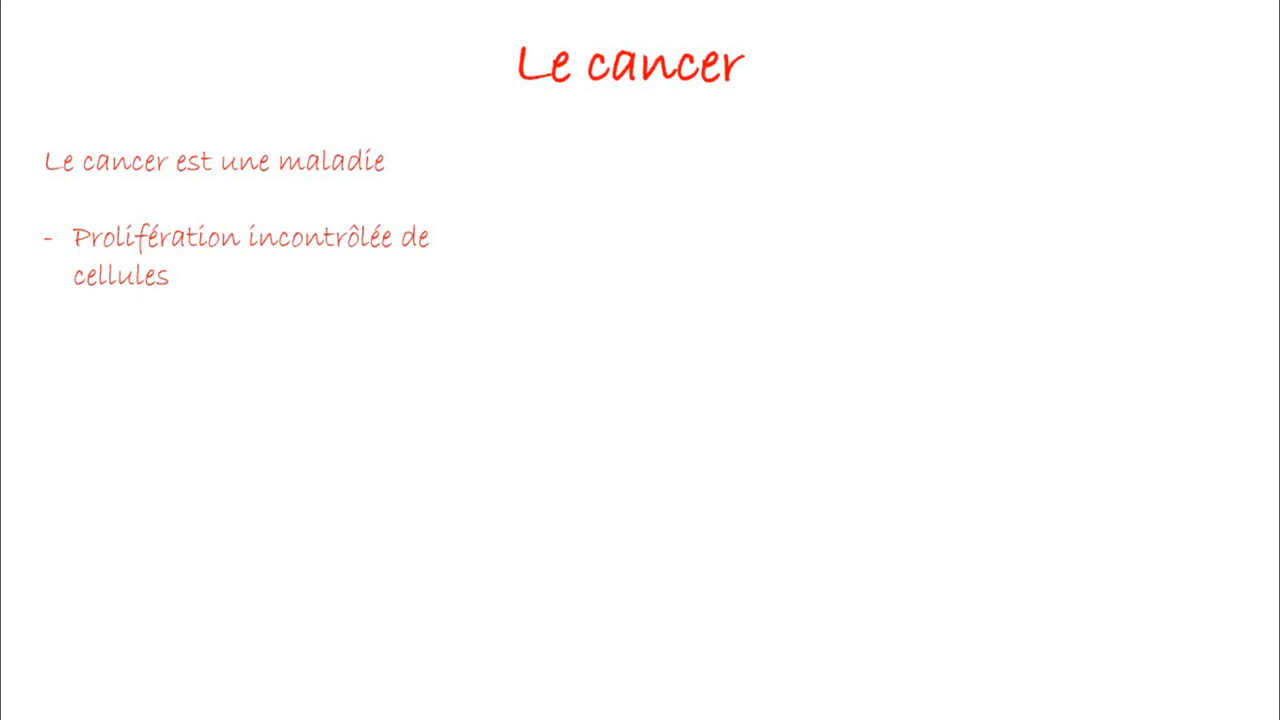 Le cancer
Le cancer est une maladie
- Prolifération incontrôlée de
cellules